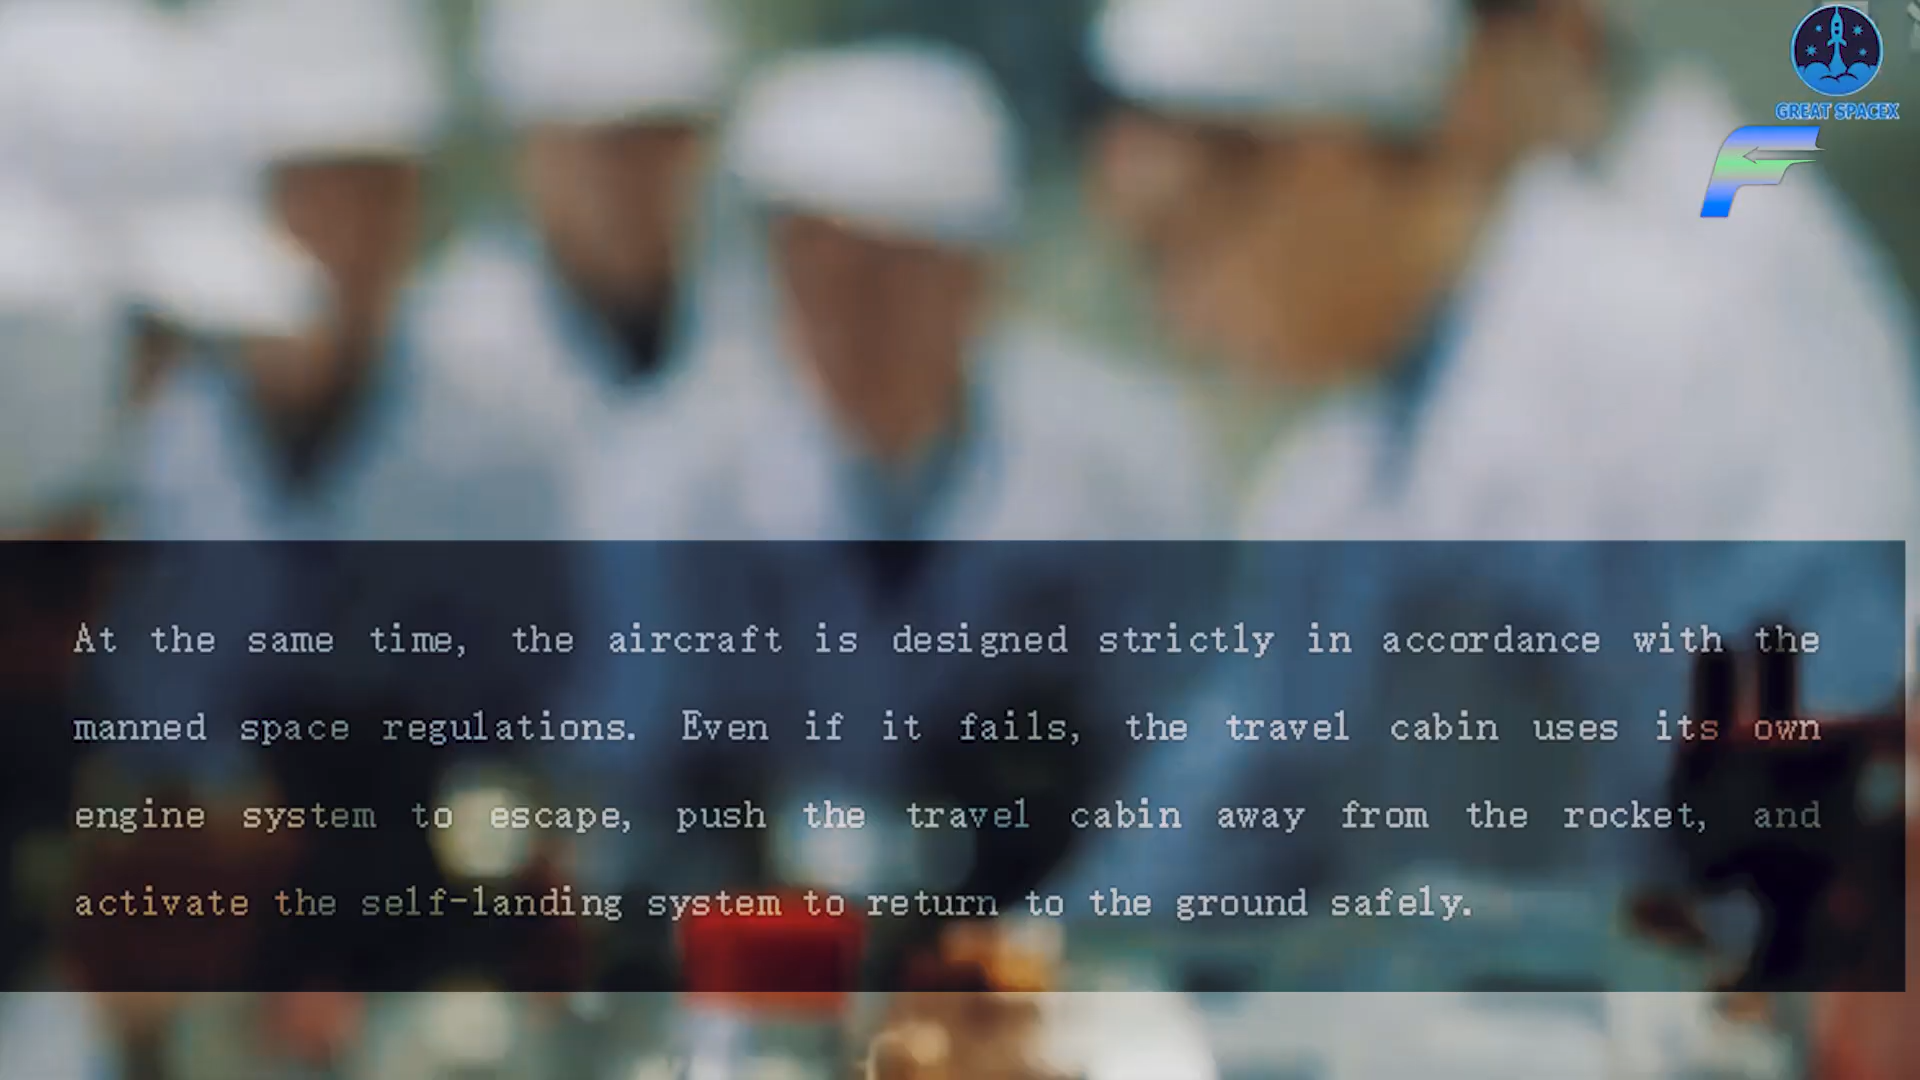 GREAT SPACEX
At the same time, the aircraft is designed strictly in accordance with the
manned space regulations. Even if it fails, the travel cabin uses its own
engine system to escape, push the travel cabin away from the rocket, and
activate the self-landing system to return to the ground safely.